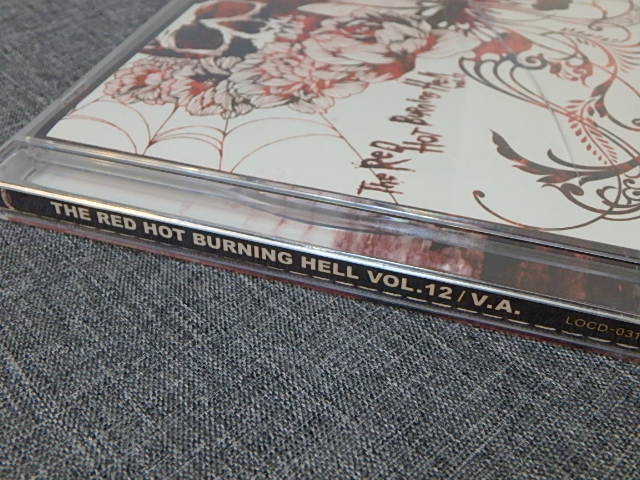 The Red
Hot Burning Hell
THE RED HOT BURNING HELL VOL.12 / V.A.
LOCD-031